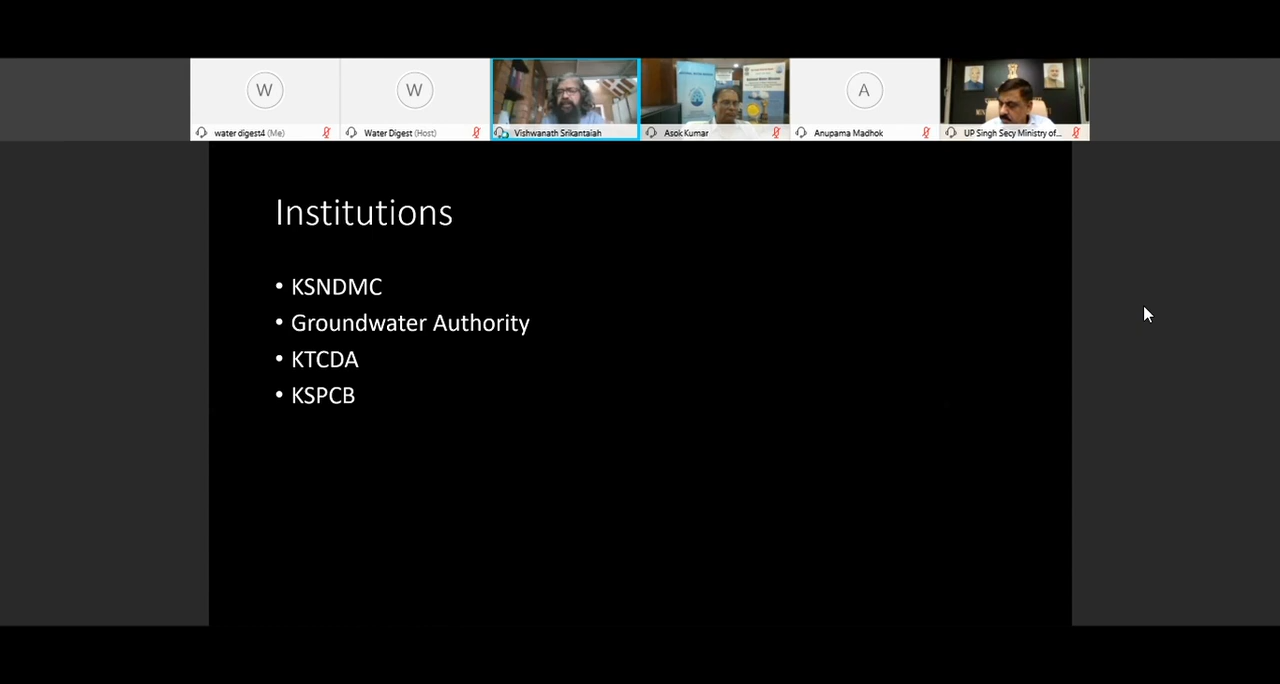 W
W
A
water digest4 (Me)
Water Digest (Host)
Vishwanath Srikantaiah
Asok Kumar
Anupama Madhok
UP Singh Secy Ministry of...
Institutions
• KSNDMC
• Groundwater Authority
• KTCDA
• KSPCB